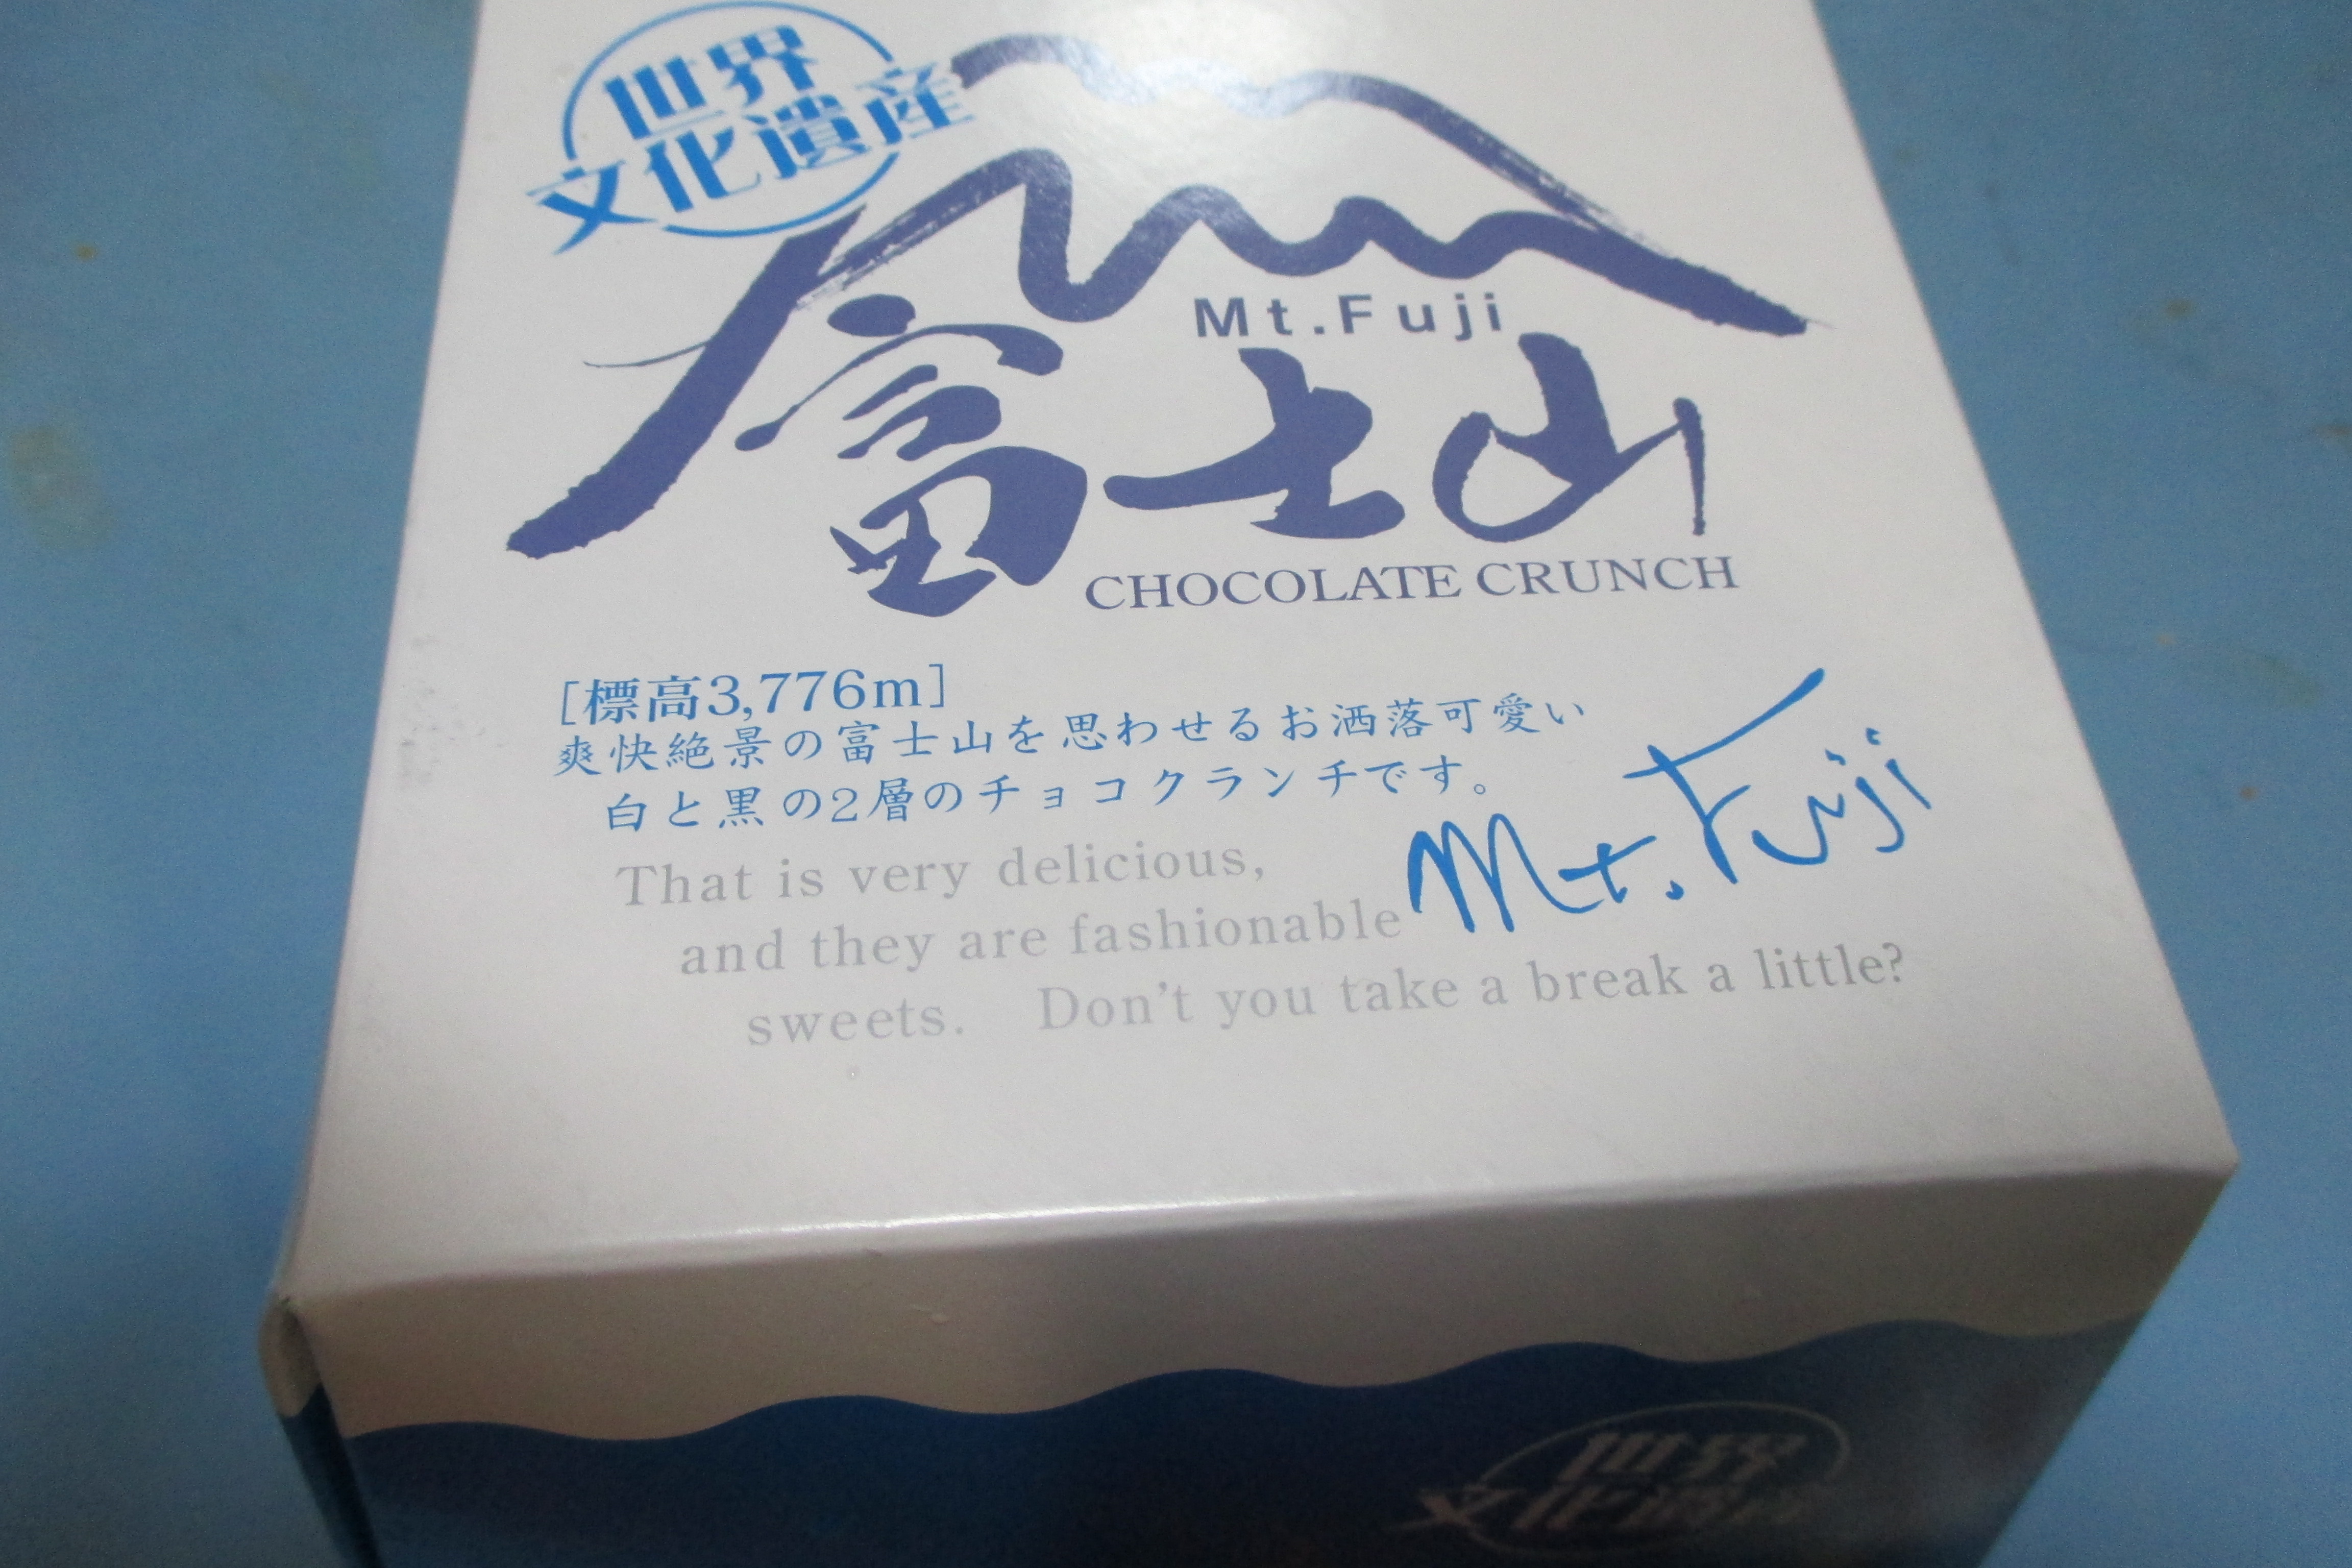 世界
文化遺産
Mt.Fuji
富士山
CHOCOLATE CRUNCH
[標高3,776m]
爽快絶景の富士山を思わせるお洒落可愛い
白と黒の2層のチョコクランチです。
Mt. Fuji
That is very delicious,
and they are fashionable
sweets. Don't you take a break a little?
世界
文化遺産